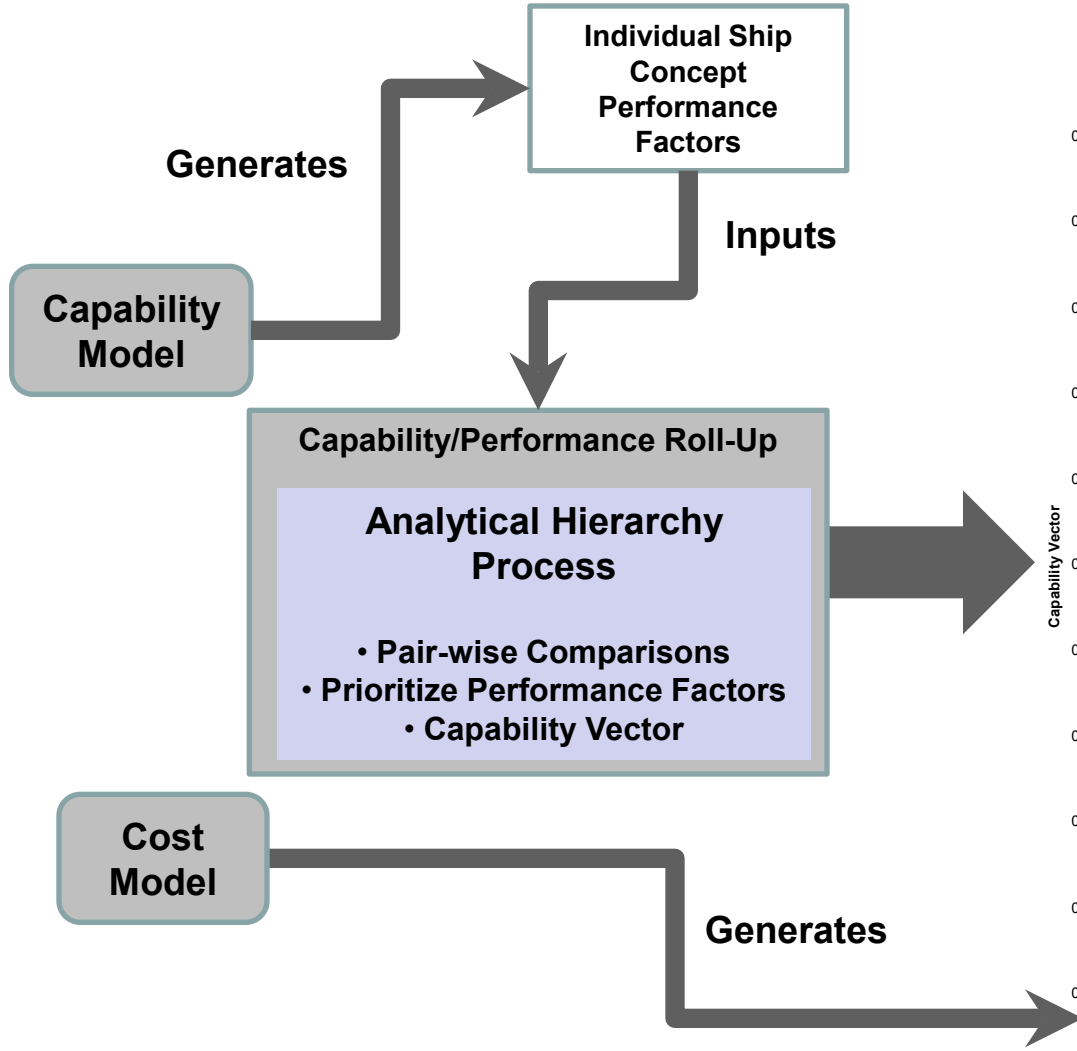 Individual Ship
Concept
Performance
Factors
Generates
Inputs
Capability
Model
Capability/Performance Roll-Up
Analytical Hierarchy
Process
• Pair-wise Comparisons
• Prioritize Performance Factors
• Capability Vector
Capability Vector
Cost
Model
Generates